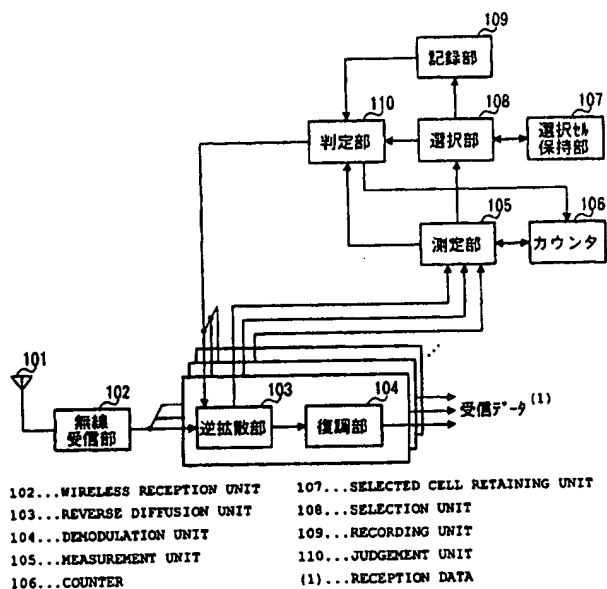 109
記録部
110
108
107
判定部
選択部
選択セル
保持部
105
106
測定部
カウンタ
101
102
103
104
無線
受信部
逆拡散部
復調部
受信データ(1)
102...WIRELESS RECEPTION UNIT
103...REVERSE DIFFUSION UNIT
104...DEMODULATION UNIT
105...MEASUREMENT UNIT
106...COUNTER
107...SELECTED CELL RETAINING UNIT
108...SELECTION UNIT
109...RECORDING UNIT
110...JUDGEMENT UNIT
(1)...RECEPTION DATA